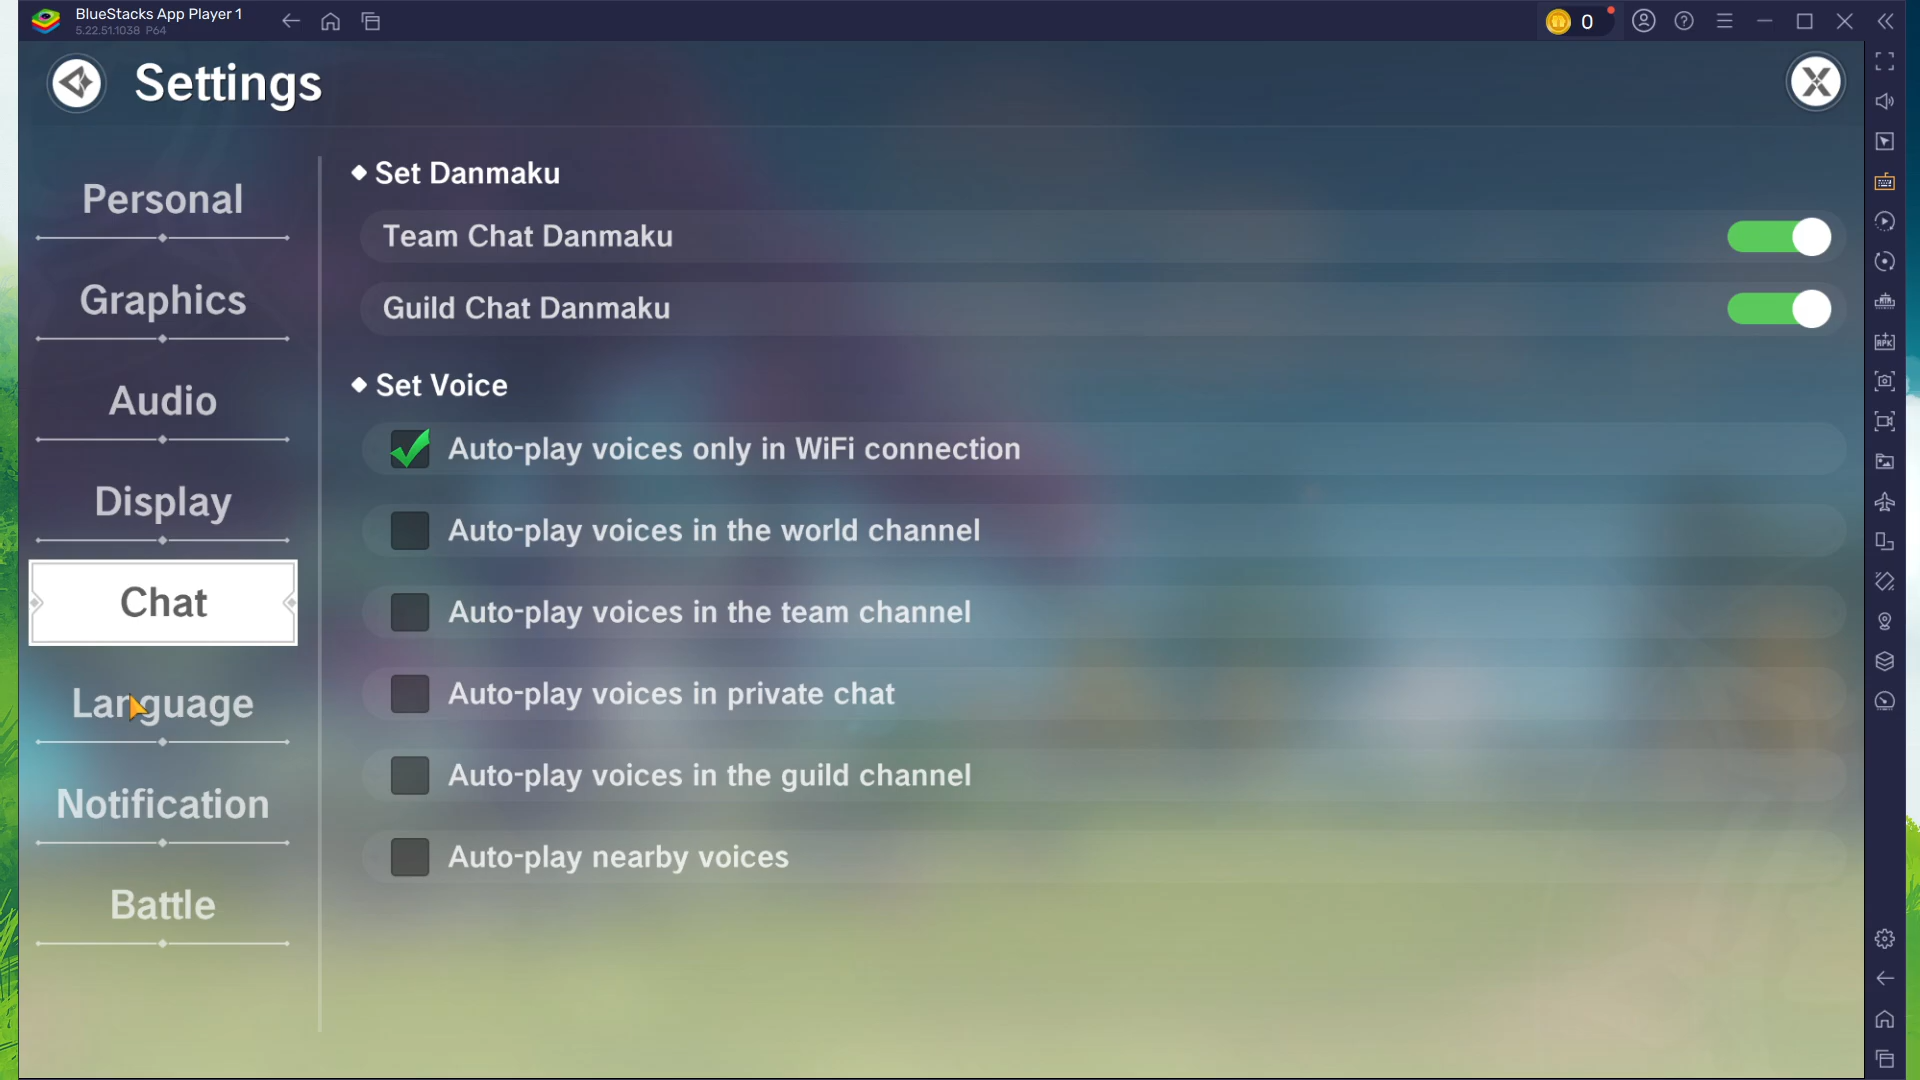 BlueStacks App Player 1
5.22.51.1038 P64
0
Settings
Personal
Graphics
Audio
Display
Chat
Language
Notification
Battle
Set Danmaku
Team Chat Danmaku
Guild Chat Danmaku
Set Voice
Auto-play voices only in WiFi connection
Auto-play voices in the world channel
Auto-play voices in the team channel
Auto-play voices in private chat
Auto-play voices in the guild channel
Auto-play nearby voices
APK